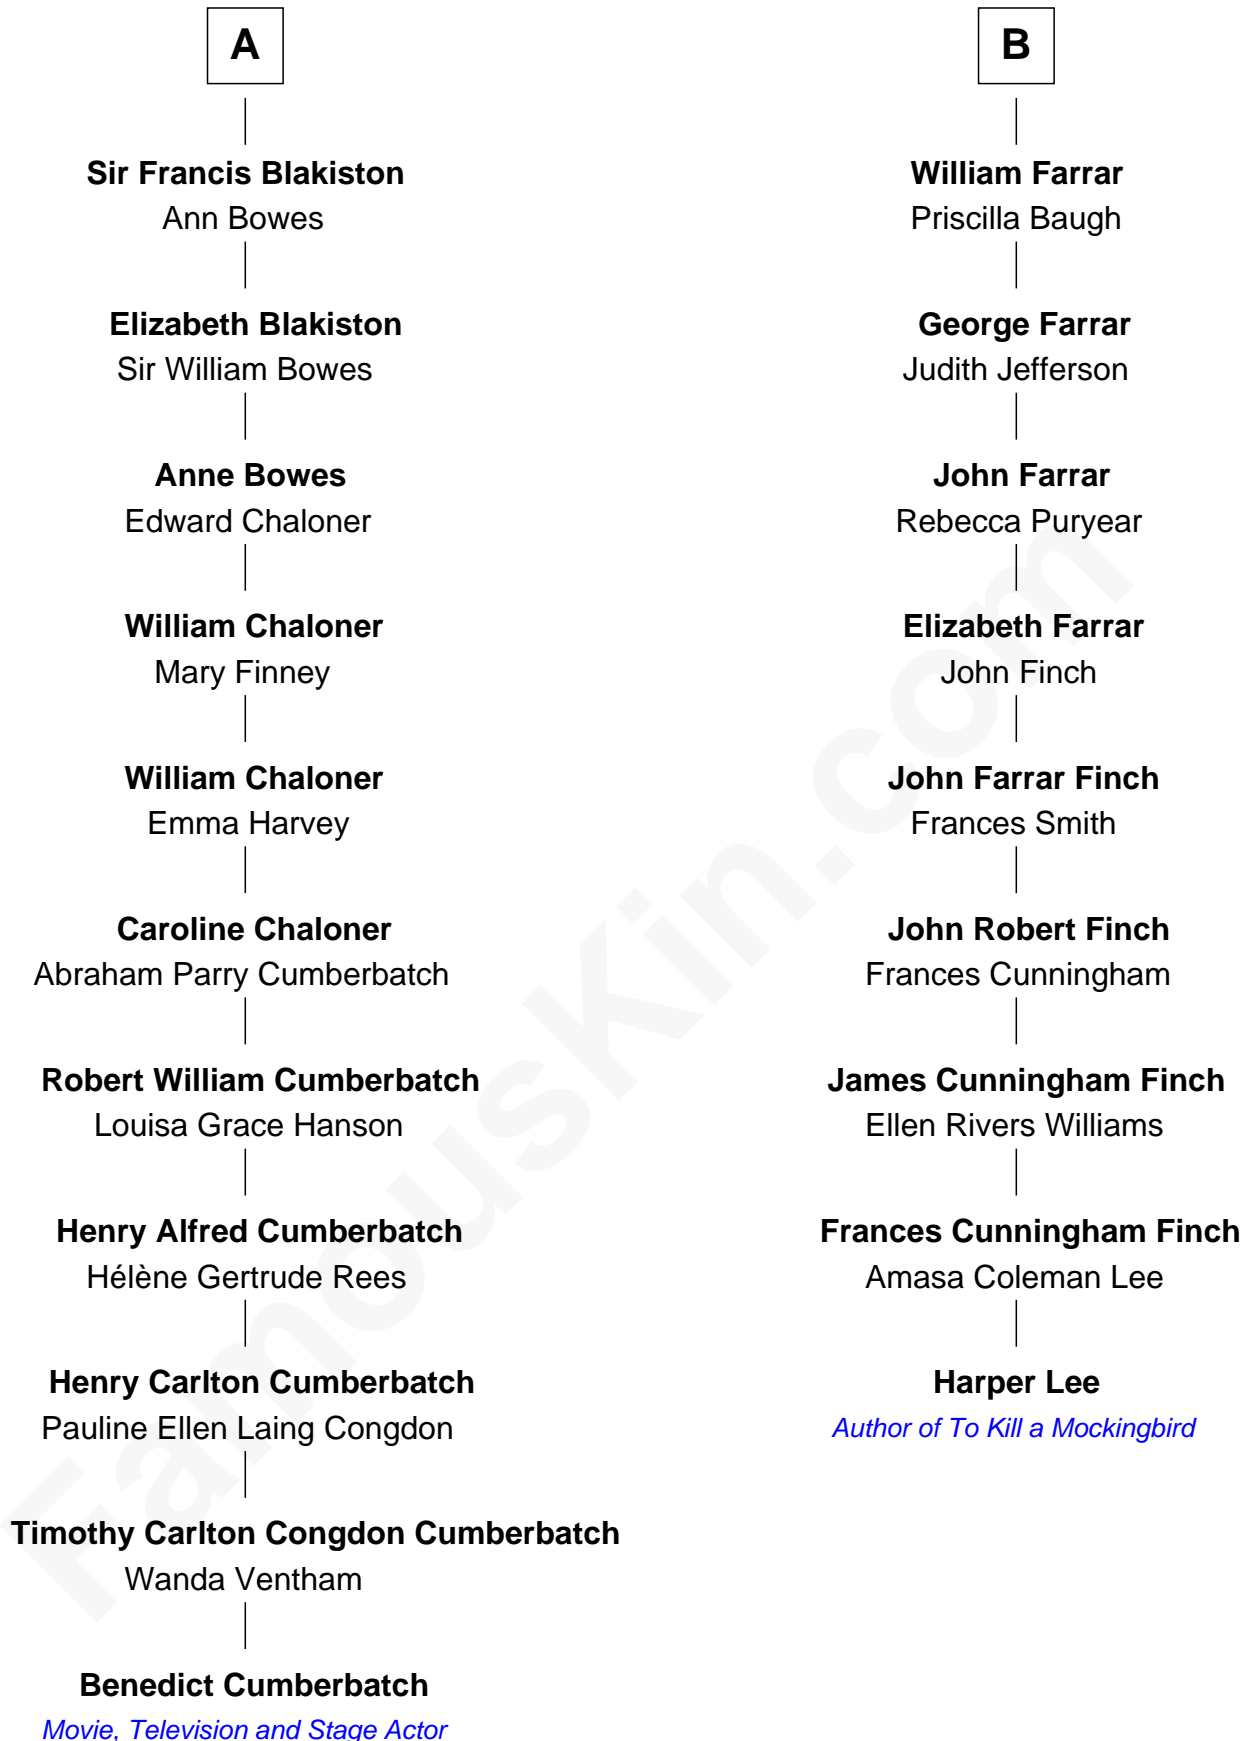 A
Sir Francis Blakiston
Ann Bowes
Elizabeth Blakiston
Sir William Bowes
Anne Bowes
Edward Chaloner
William Chaloner
Mary Finney
William Chaloner
Emma Harvey
Caroline Chaloner
Abraham Parry Cumberbatch
Robert William Cumberbatch
Louisa Grace Hanson
Henry Alfred Cumberbatch
Hélène Gertrude Rees
Henry Carlton Cumberbatch
Pauline Ellen Laing Congdon
Timothy Carlton Congdon Cumberbatch
Wanda Ventham
Benedict Cumberbatch
Movie, Television and Stage Actor
B
William Farrar
Priscilla Baugh
George Farrar
Judith Jefferson
John Farrar
Rebecca Puryear
Elizabeth Farrar
John Finch
John Farrar Finch
Frances Smith
John Robert Finch
Frances Cunningham
James Cunningham Finch
Ellen Rivers Williams
Frances Cunningham Finch
Amasa Coleman Lee
Harper Lee
Author of To Kill a Mockingbird
FamousKin.com